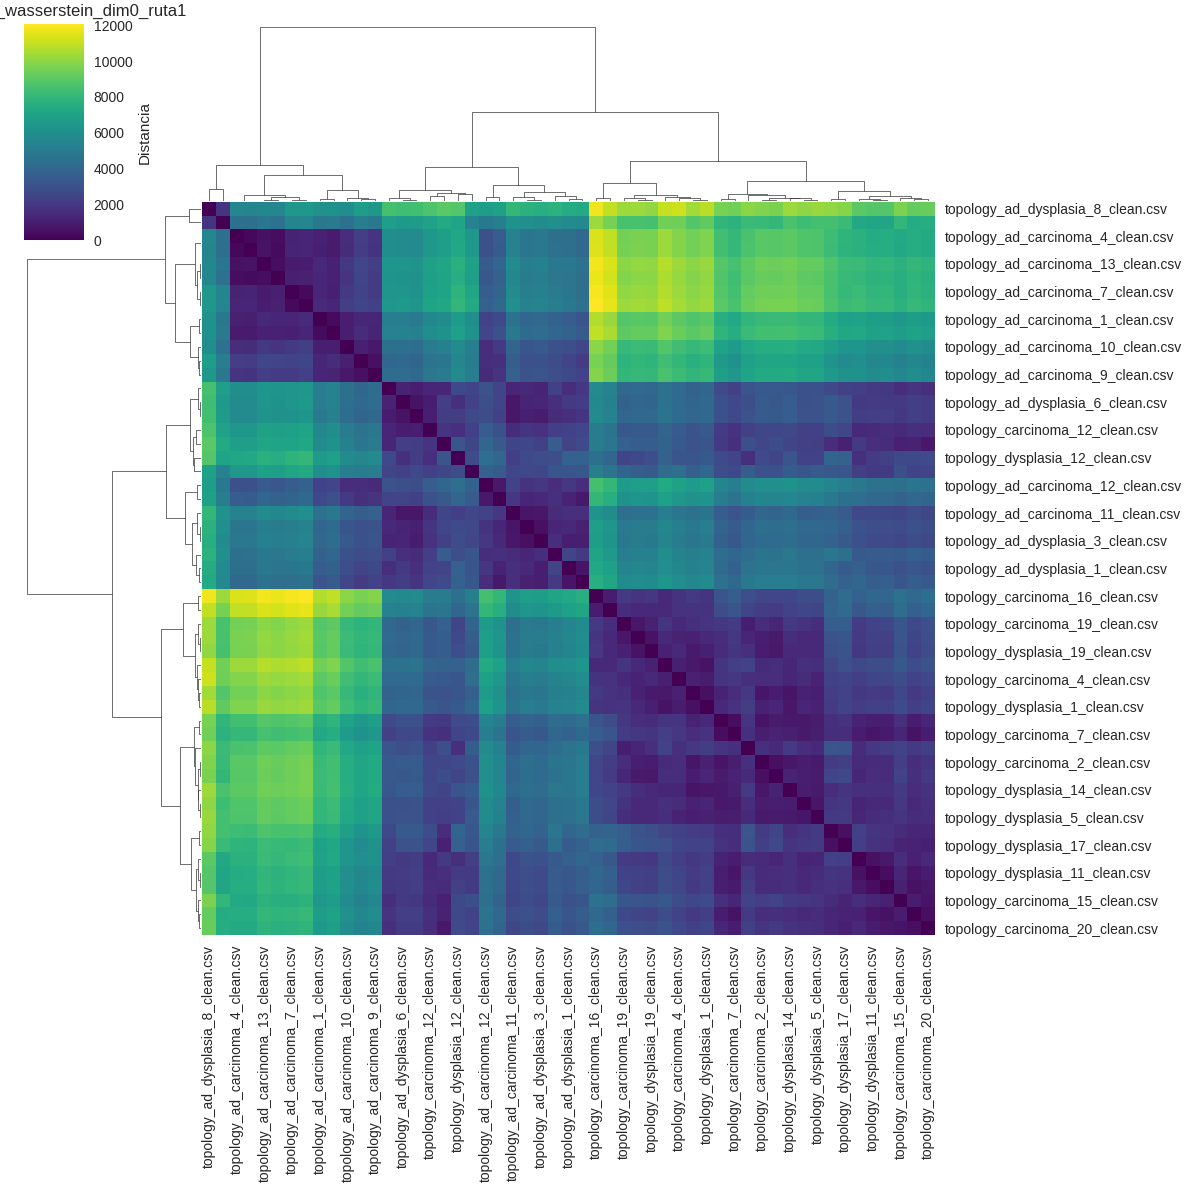 _wasserstein_dim0_ruta1
12000
10000
8000
6000
4000
2000
0
Distancia
topology_ad_dysplasia_8_clean.csv
topology_ad_carcinoma_4_clean.csv
topology_ad_carcinoma_13_clean.csv
topology_ad_carcinoma_7_clean.csv
topology_ad_carcinoma_1_clean.csv
topology_ad_carcinoma_10_clean.csv
topology_ad_carcinoma_9_clean.csv
topology_ad_dysplasia_6_clean.csv
topology_carcinoma_12_clean.csv
topology_dysplasia_12_clean.csv
topology_ad_carcinoma_12_clean.csv
topology_ad_carcinoma_11_clean.csv
topology_ad_dysplasia_3_clean.csv
topology_ad_dysplasia_1_clean.csv
topology_carcinoma_16_clean.csv
topology_carcinoma_19_clean.csv
topology_dysplasia_19_clean.csv
topology_carcinoma_4_clean.csv
topology_dysplasia_1_clean.csv
topology_carcinoma_7_clean.csv
topology_carcinoma_2_clean.csv
topology_dysplasia_14_clean.csv
topology_dysplasia_5_clean.csv
topology_dysplasia_17_clean.csv
topology_dysplasia_11_clean.csv
topology_carcinoma_15_clean.csv
topology_carcinoma_20_clean.csv
topology_ad_dysplasia_8_clean.csv
topology_ad_carcinoma_4_clean.csv
topology_ad_carcinoma_13_clean.csv
topology_ad_carcinoma_7_clean.csv
topology_ad_carcinoma_1_clean.csv
topology_ad_carcinoma_10_clean.csv
topology_ad_carcinoma_9_clean.csv
topology_ad_dysplasia_6_clean.csv
topology_carcinoma_12_clean.csv
topology_dysplasia_12_clean.csv
topology_ad_carcinoma_12_clean.csv
topology_ad_carcinoma_11_clean.csv
topology_ad_dysplasia_3_clean.csv
topology_ad_dysplasia_1_clean.csv
topology_carcinoma_16_clean.csv
topology_carcinoma_19_clean.csv
topology_dysplasia_19_clean.csv
topology_carcinoma_4_clean.csv
topology_dysplasia_1_clean.csv
topology_carcinoma_7_clean.csv
topology_carcinoma_2_clean.csv
topology_dysplasia_14_clean.csv
topology_dysplasia_5_clean.csv
topology_dysplasia_17_clean.csv
topology_dysplasia_11_clean.csv
topology_carcinoma_15_clean.csv
topology_carcinoma_20_clean.csv